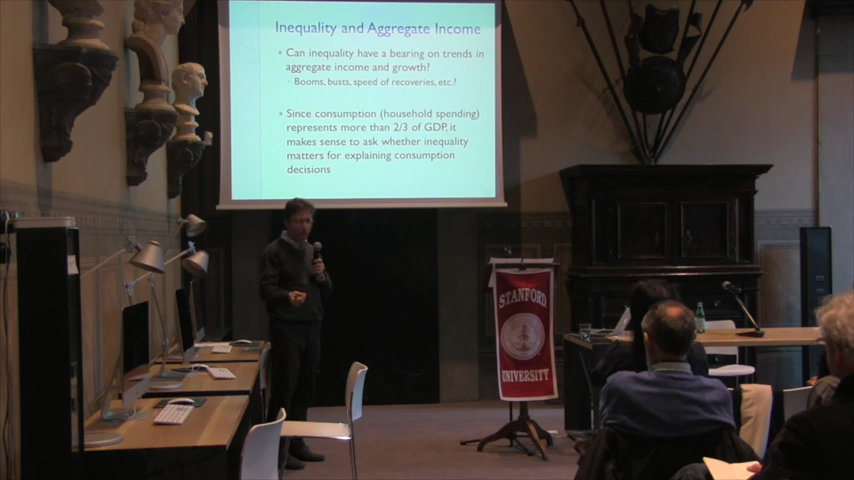 Inequality and Aggregate Income
Can inequality have a bearing on trends in
aggregate income and growth?
Booms, busts, speed of recoveries, etc.?
Since consumption (household spending)
represents more than 2/3 of GDP, it
makes sense to ask whether inequality
matters for explaining consumption
decisions
STANFORD
UNIVERSITY